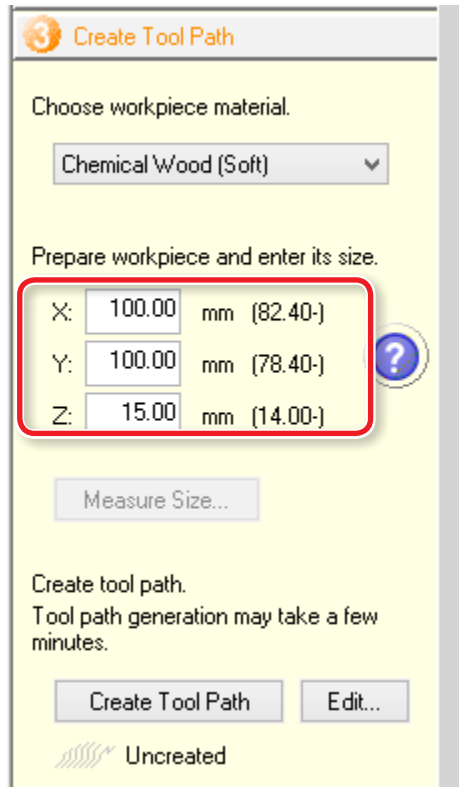 3 Create Tool Path
Choose workpiece material.
Chemical Wood (Soft)
Prepare workpiece and enter its size.
X: 100.00 mm (82.40-)
Y: 100.00 mm (78.40-)
?
Z: 15.00 mm (14.00-)
Measure Size...
Create tool path.
Tool path generation may take a few
minutes.
Create Tool Path Edit...
Uncreated